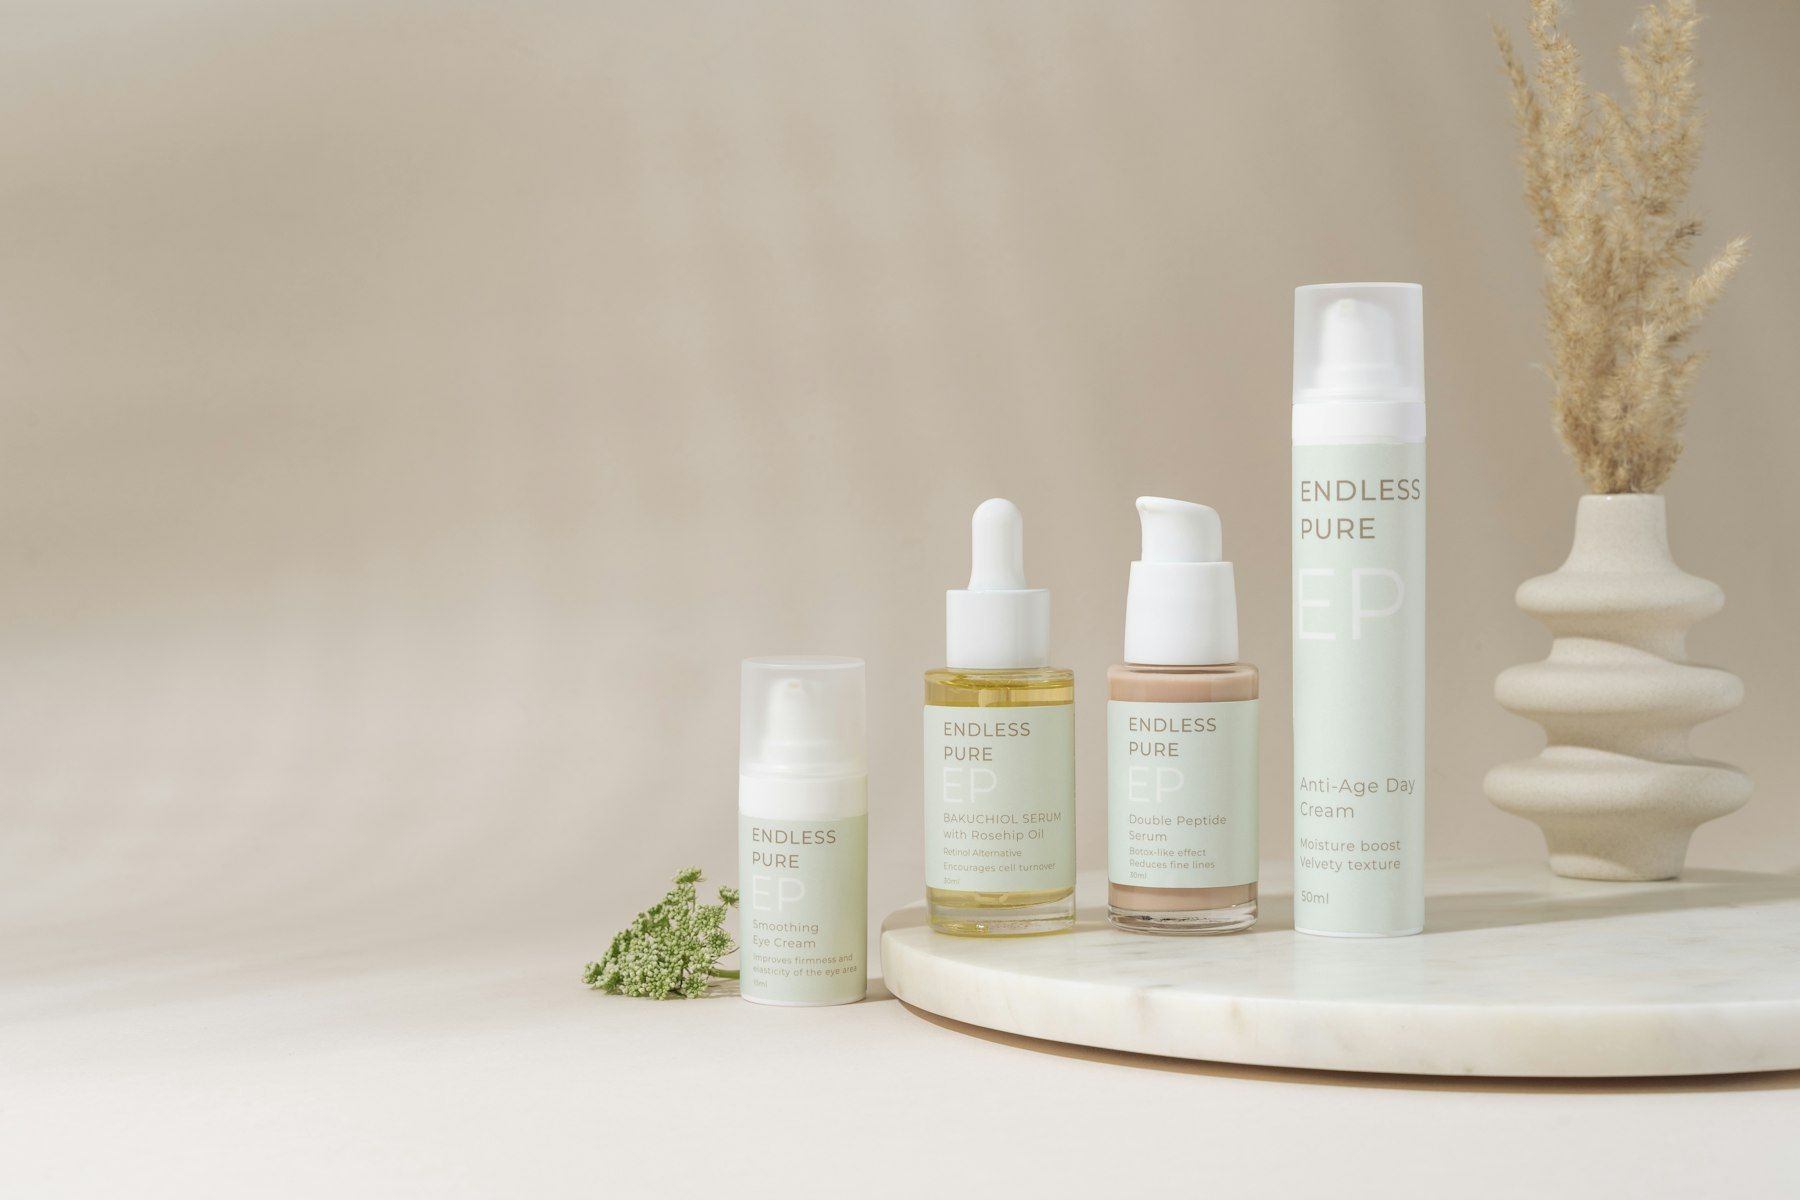 ENDLESS
PURE
EP
Smoothing
Eye Cream
Improves firmness and
elasticity of the eye area
ENDLESS
PURE
EP
BAKUCHIOL SERUM
with Rosehip Oil
Retinol Alternative
Encourages cell turnover
30ml
ENDLESS
PURE
EP
Double Peptide
Serum
Botox-like effect
Reduces fine lines
30ml
ENDLESS
PURE
EP
Anti-Age Day
Cream
Moisture boost
Velvety texture
50ml